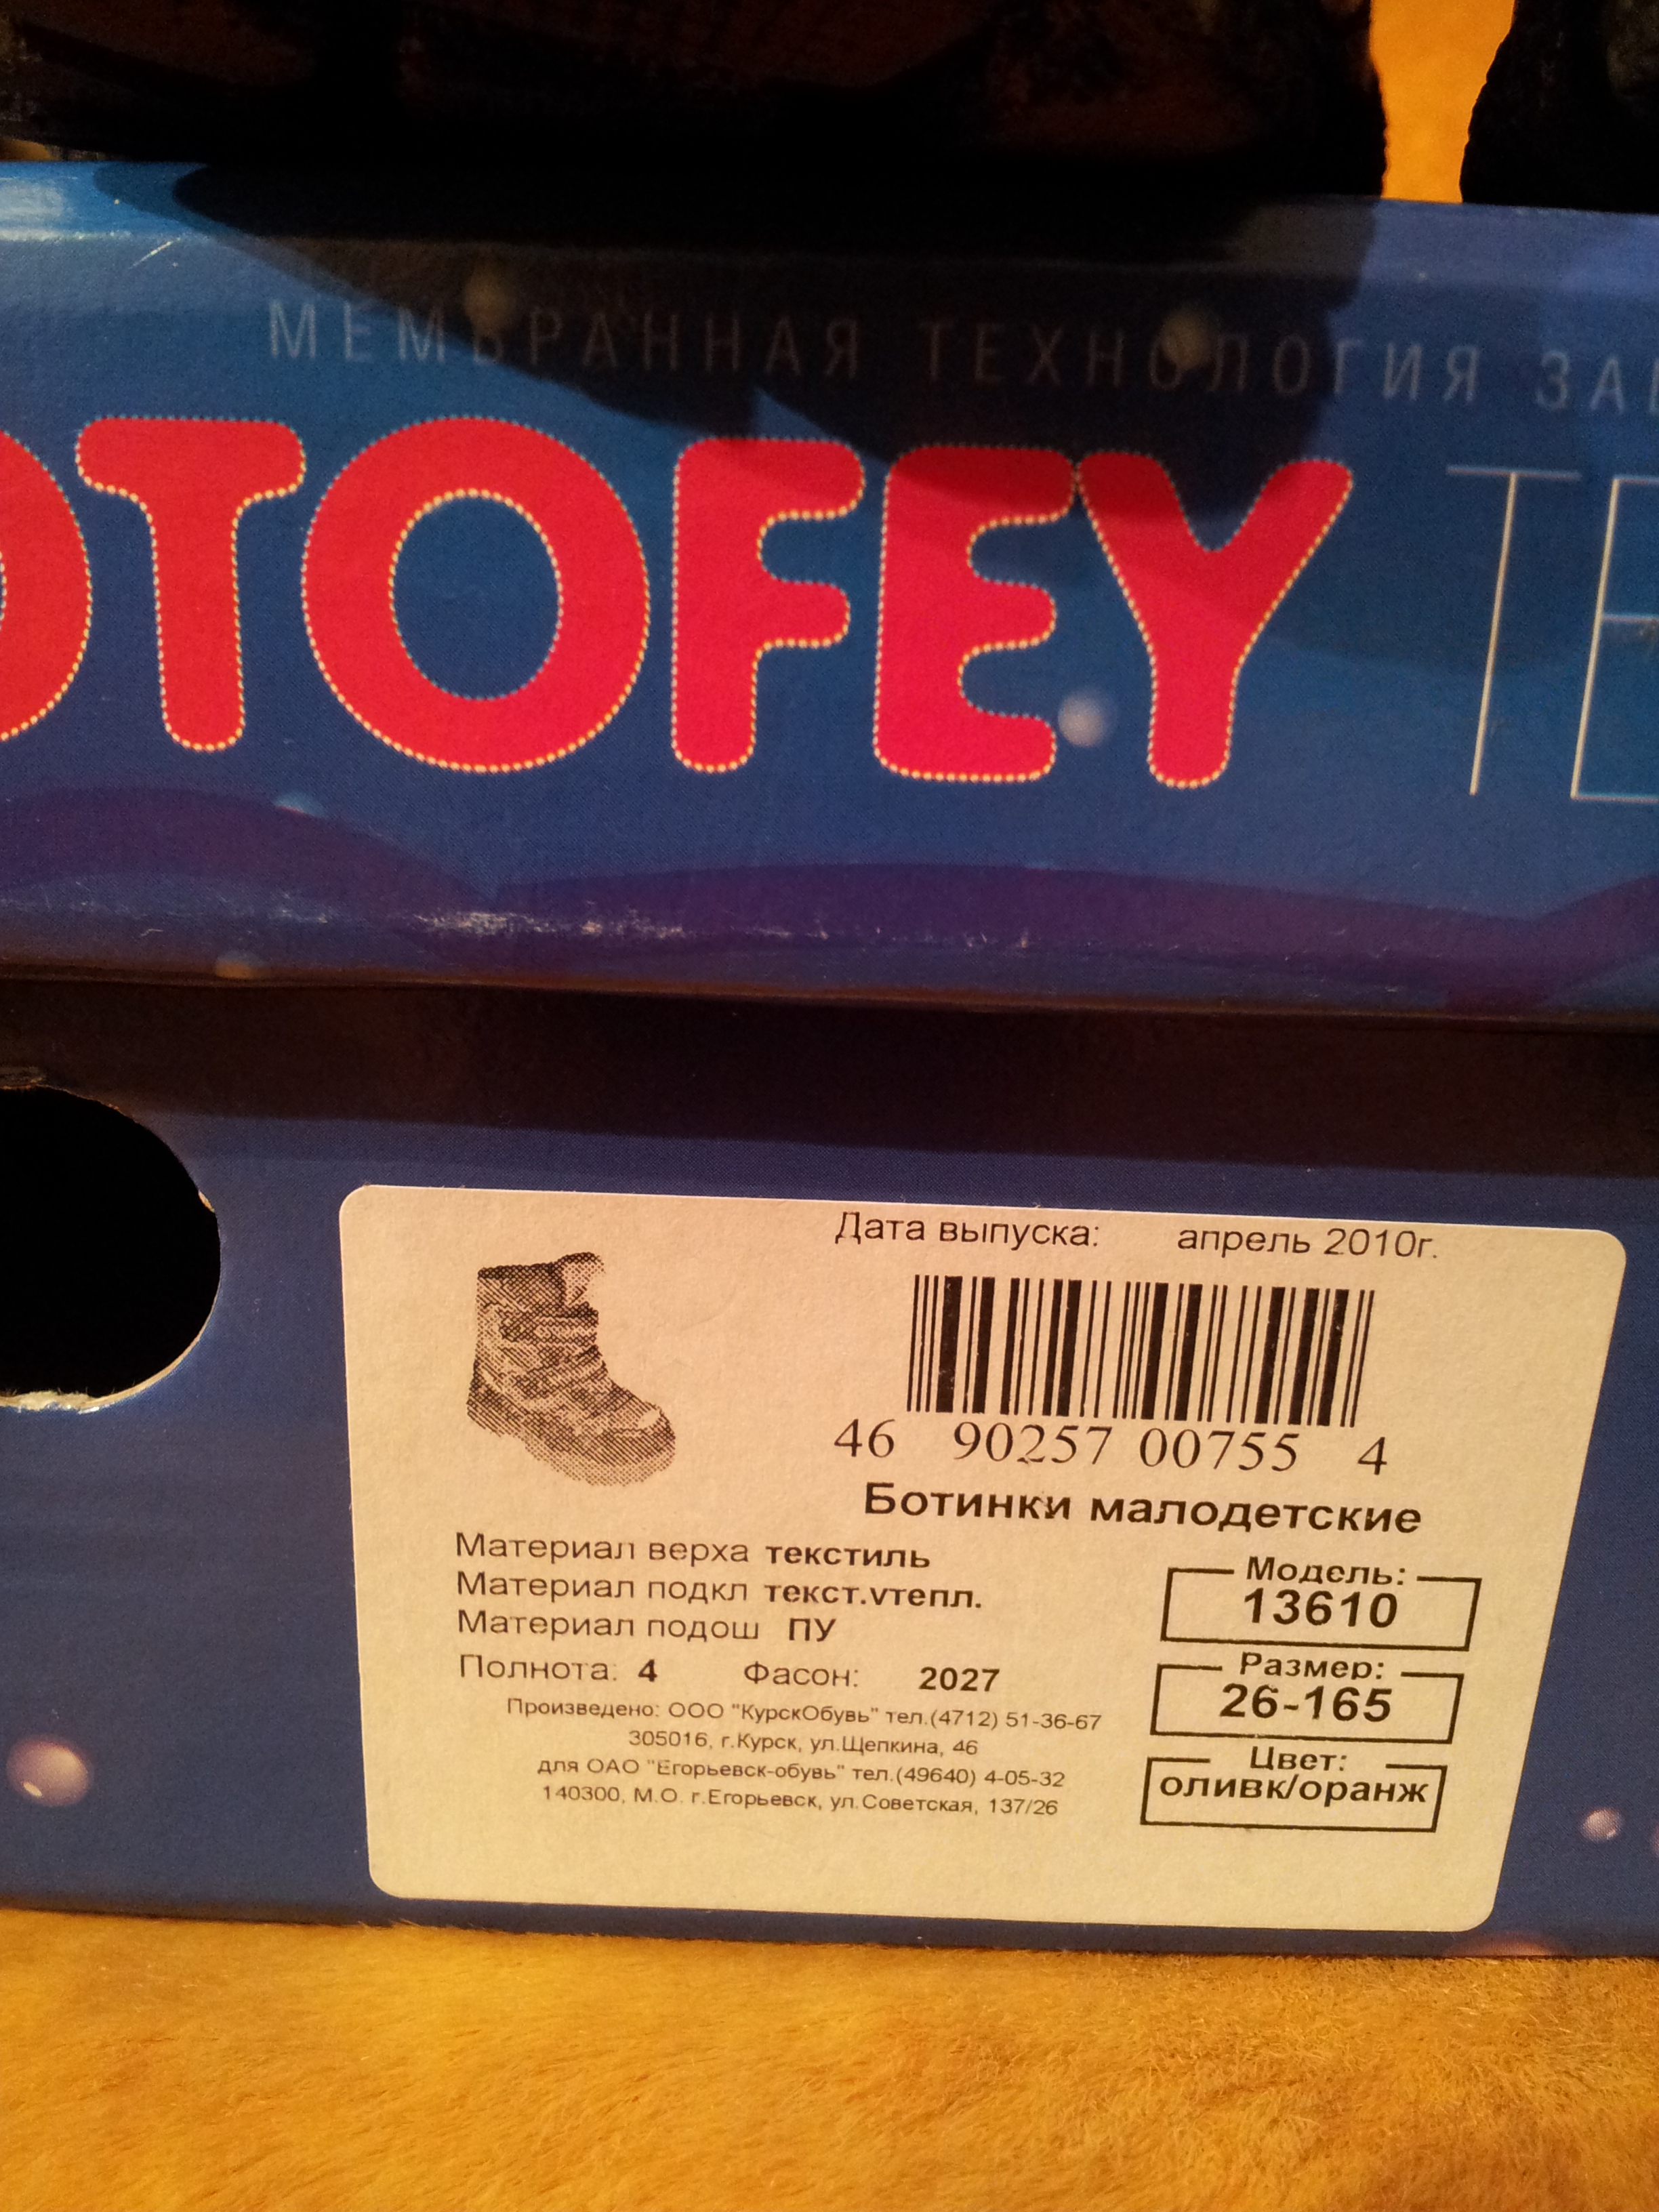 МЕМБРАННАЯ ТЕХНОЛОГИЯ
OTOFEY
Дата выпуска: апрель 2010г.
46 90257 00755 4
Ботинки малодетские
Материал верха текстиль
Материал подкл текст.утепл.
Материал подош ПУ
Полнота: 4 Фасон: 2027
Произведено: ООО "КурскОбувь" тел.(4712) 51-36-67
305016, г.Курск, ул.Щепкина, 46
для ОАО "Егорьевск-обувь" тел.(49640) 4-05-32
140300, М.О. г.Егорьевск, ул.Советская, 137/26
Модель:
13610
Размер:
26-165
Цвет:
оливк/оранж